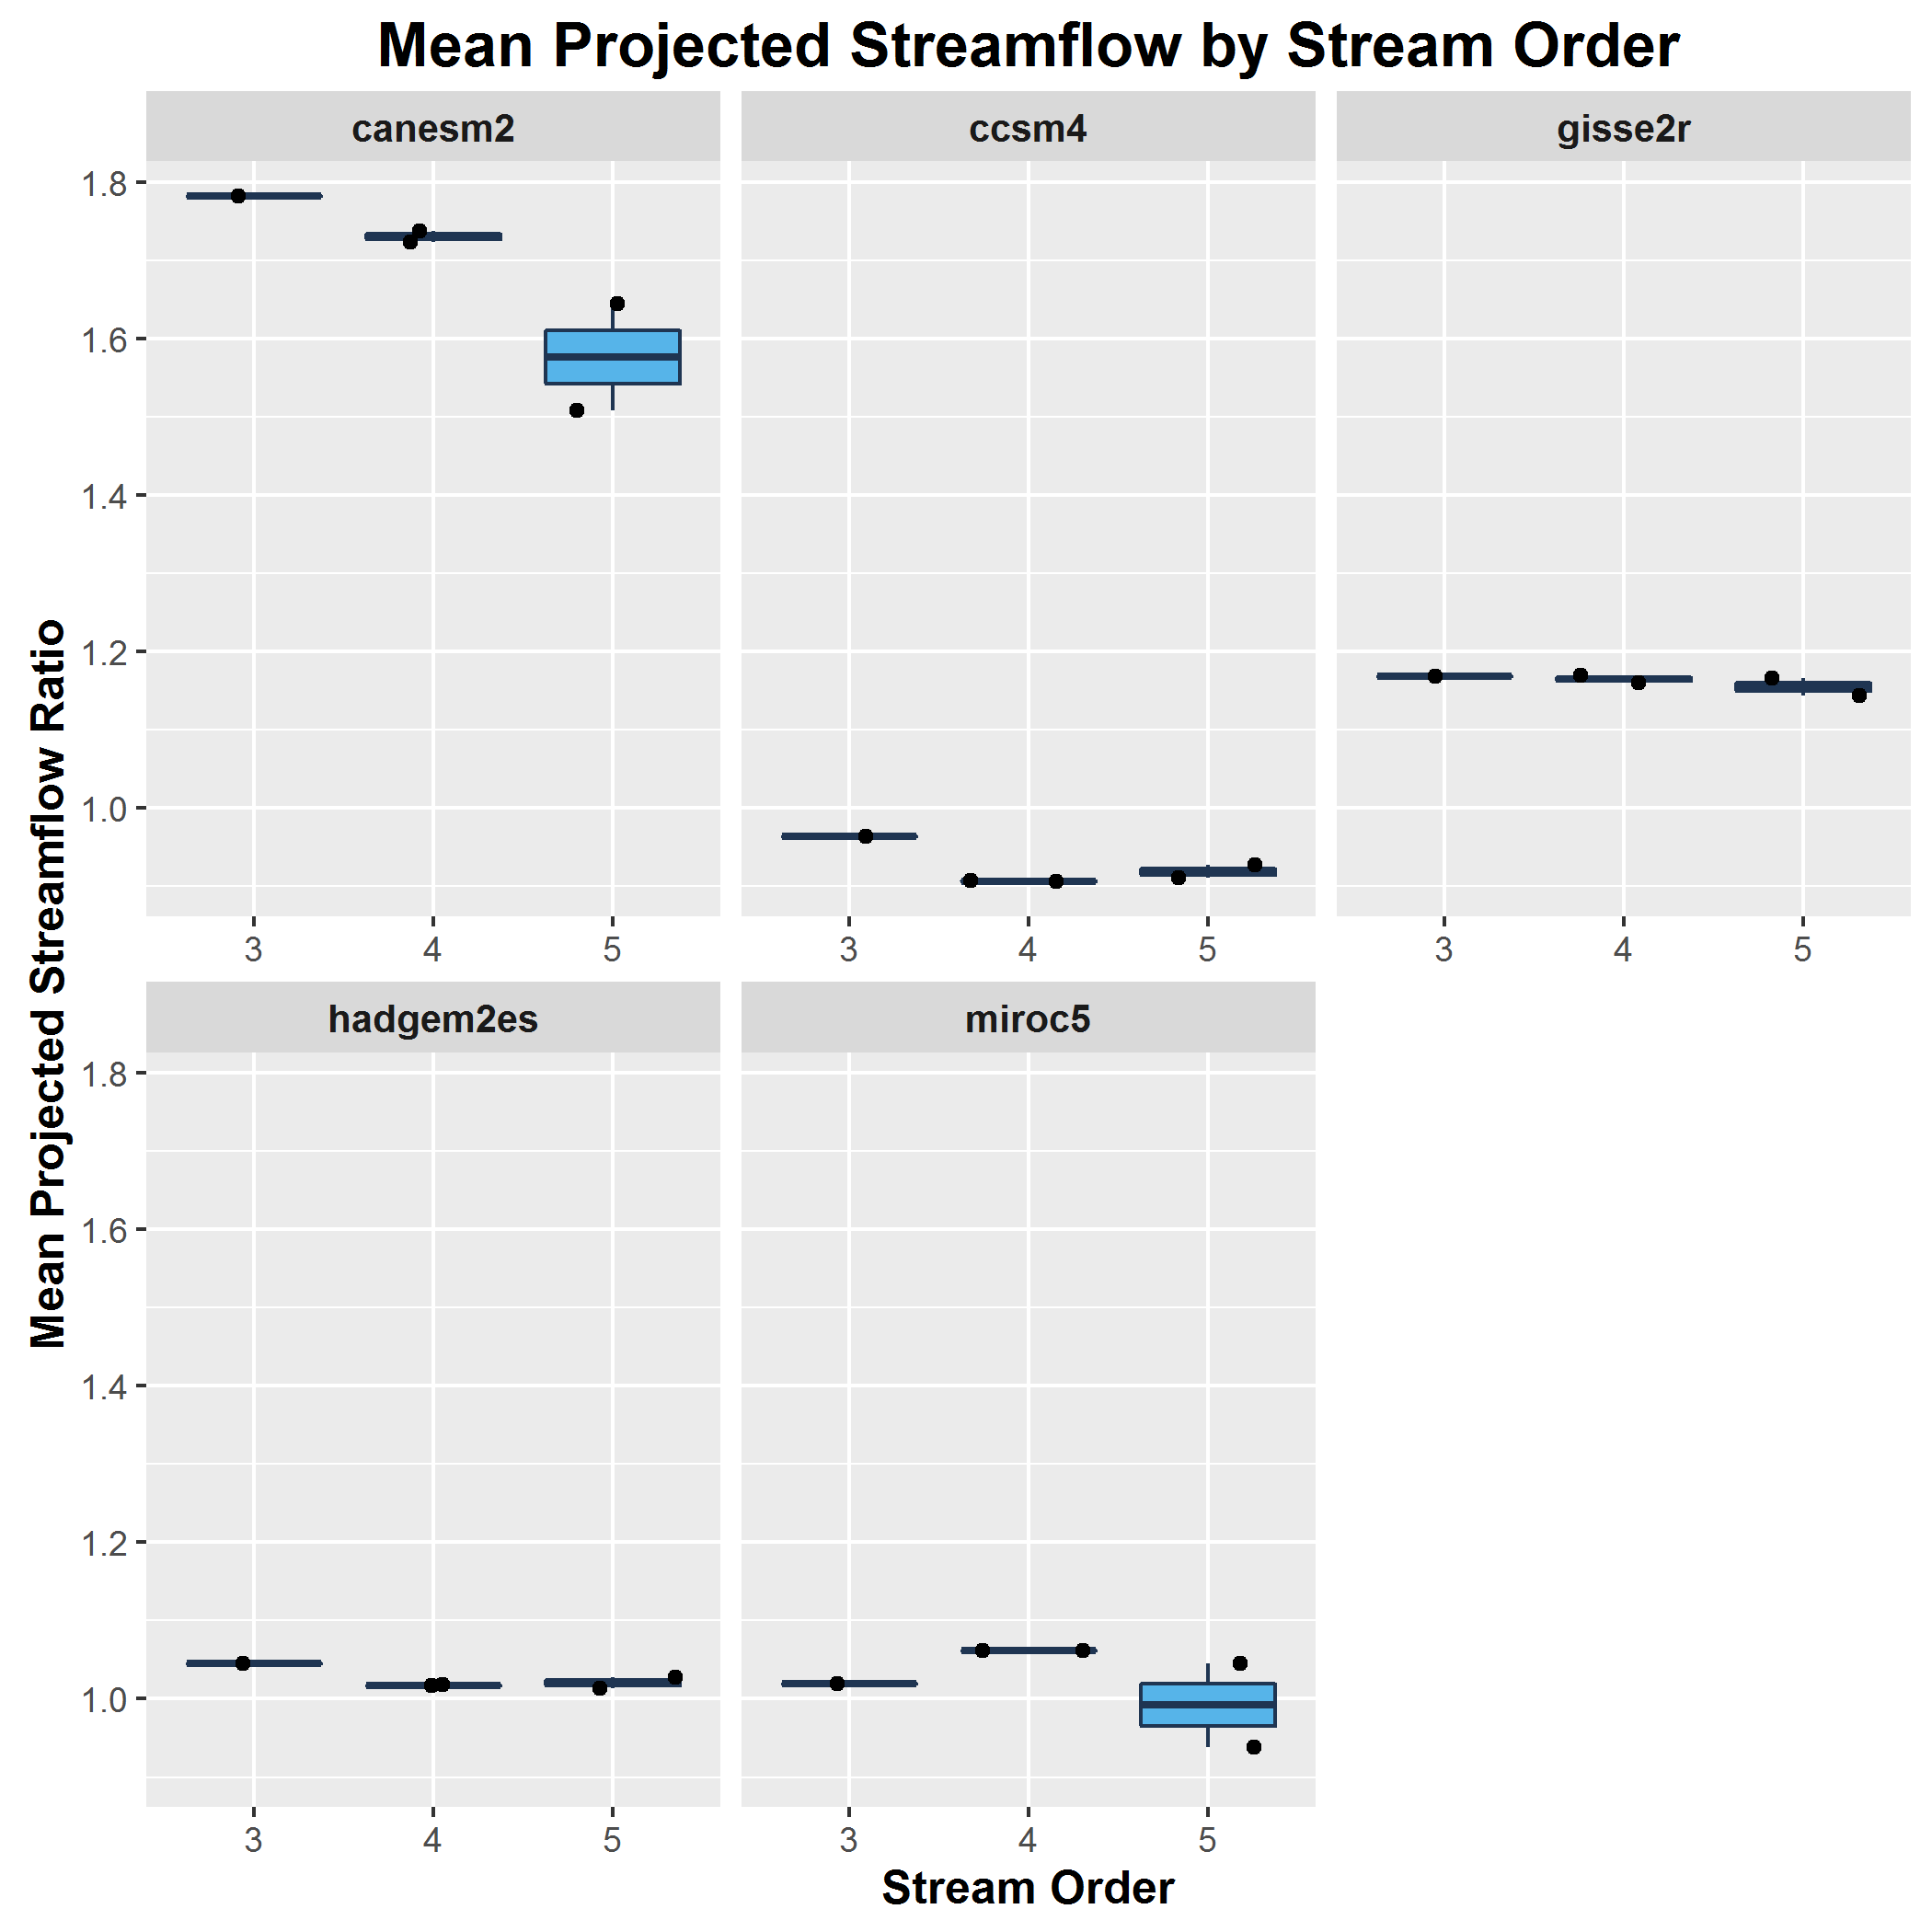 Mean Projected Streamflow by Stream Order
canesm2 ccsm4 gisse2r
Mean Projected Streamflow Ratio
1.8
1.6
1.4
1.2
1.0
3 4 5 3 4 5 3 4 5
hadgem2es miroc5
1.8
1.6
1.4
1.2
1.0
3 4 5 3 4 5
Stream Order